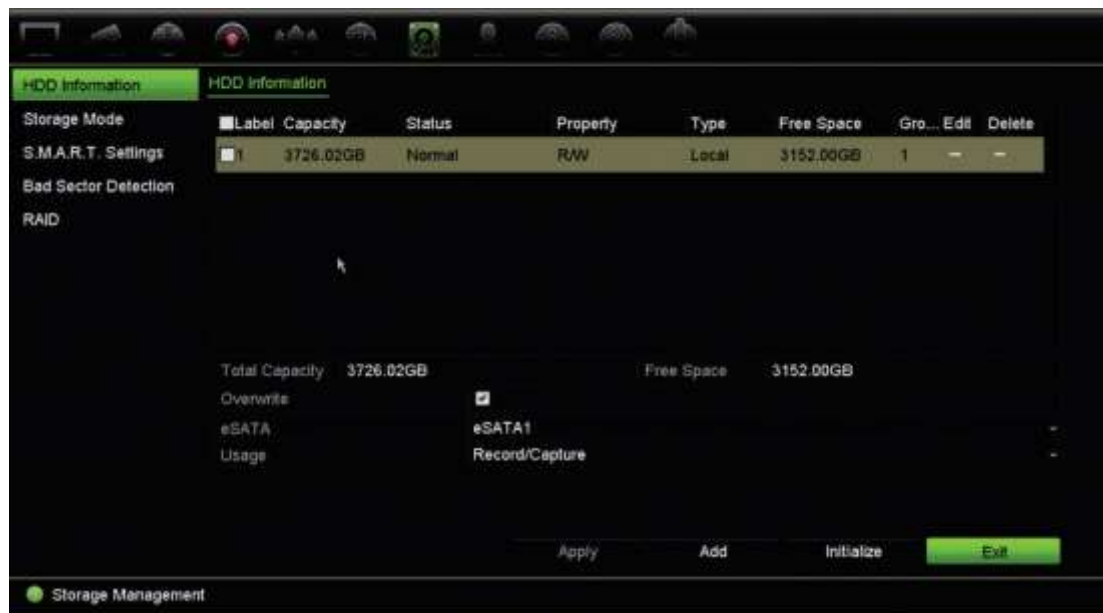 HDD Information
HDD Information
Storage Mode
Label Capacity Status Property Type Free Space Gro... Edit Delete
S.M.A.R.T. Settings
1 3726.02GB Normal R/W Local 3152.00GB 1 — —
Bad Sector Detection
RAID
Total Capacity 3726.02GB Free Space 3152.00GB
Overwrite
eSATA eSATA1
Usage Record/Capture
Apply Add Initialize Exit
Storage Management